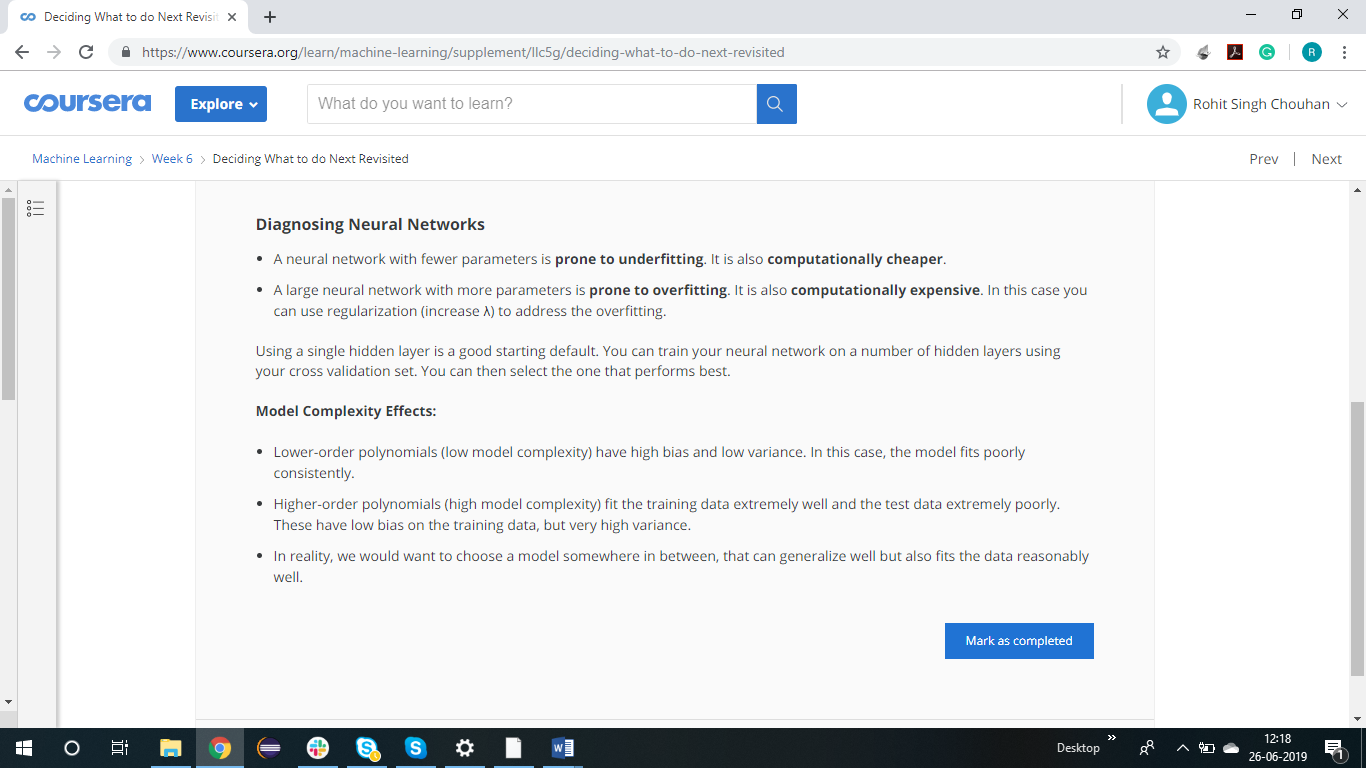 Deciding What to do Next Revisit
https://www.coursera.org/learn/machine-learning/supplement/llc5g/deciding-what-to-do-next-revisited
R
coursera
Explore
What do you want to learn?
Rohit Singh Chouhan
Machine Learning > Week 6 > Deciding What to do Next Revisited
Prev | Next
Diagnosing Neural Networks
• A neural network with fewer parameters is prone to underfitting. It is also computationally cheaper.
• A large neural network with more parameters is prone to overfitting. It is also computationally expensive. In this case you
can use regularization (increase λ) to address the overfitting.
Using a single hidden layer is a good starting default. You can train your neural network on a number of hidden layers using
your cross validation set. You can then select the one that performs best.
Model Complexity Effects:
• Lower-order polynomials (low model complexity) have high bias and low variance. In this case, the model fits poorly
consistently.
• Higher-order polynomials (high model complexity) fit the training data extremely well and the test data extremely poorly.
These have low bias on the training data, but very high variance.
• In reality, we would want to choose a model somewhere in between, that can generalize well but also fits the data reasonably
well.
Mark as completed
Desktop
12:18
26-06-2019
1